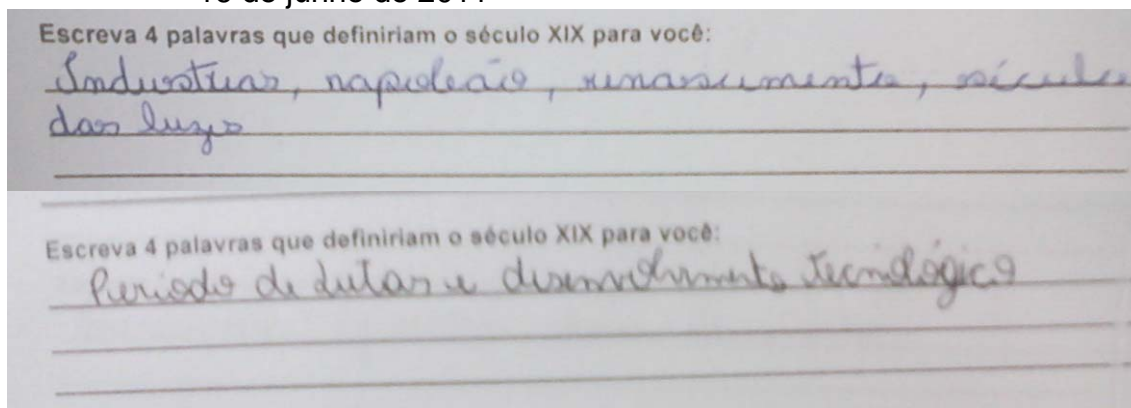 Escreva 4 palavras que definiriam o século XIX para você:
Industrias, napoleão, renascimento, século
das luzes
Escreva 4 palavras que definiriam o século XIX para você:
Periodo de lutas e desenvolvimento tecnológico